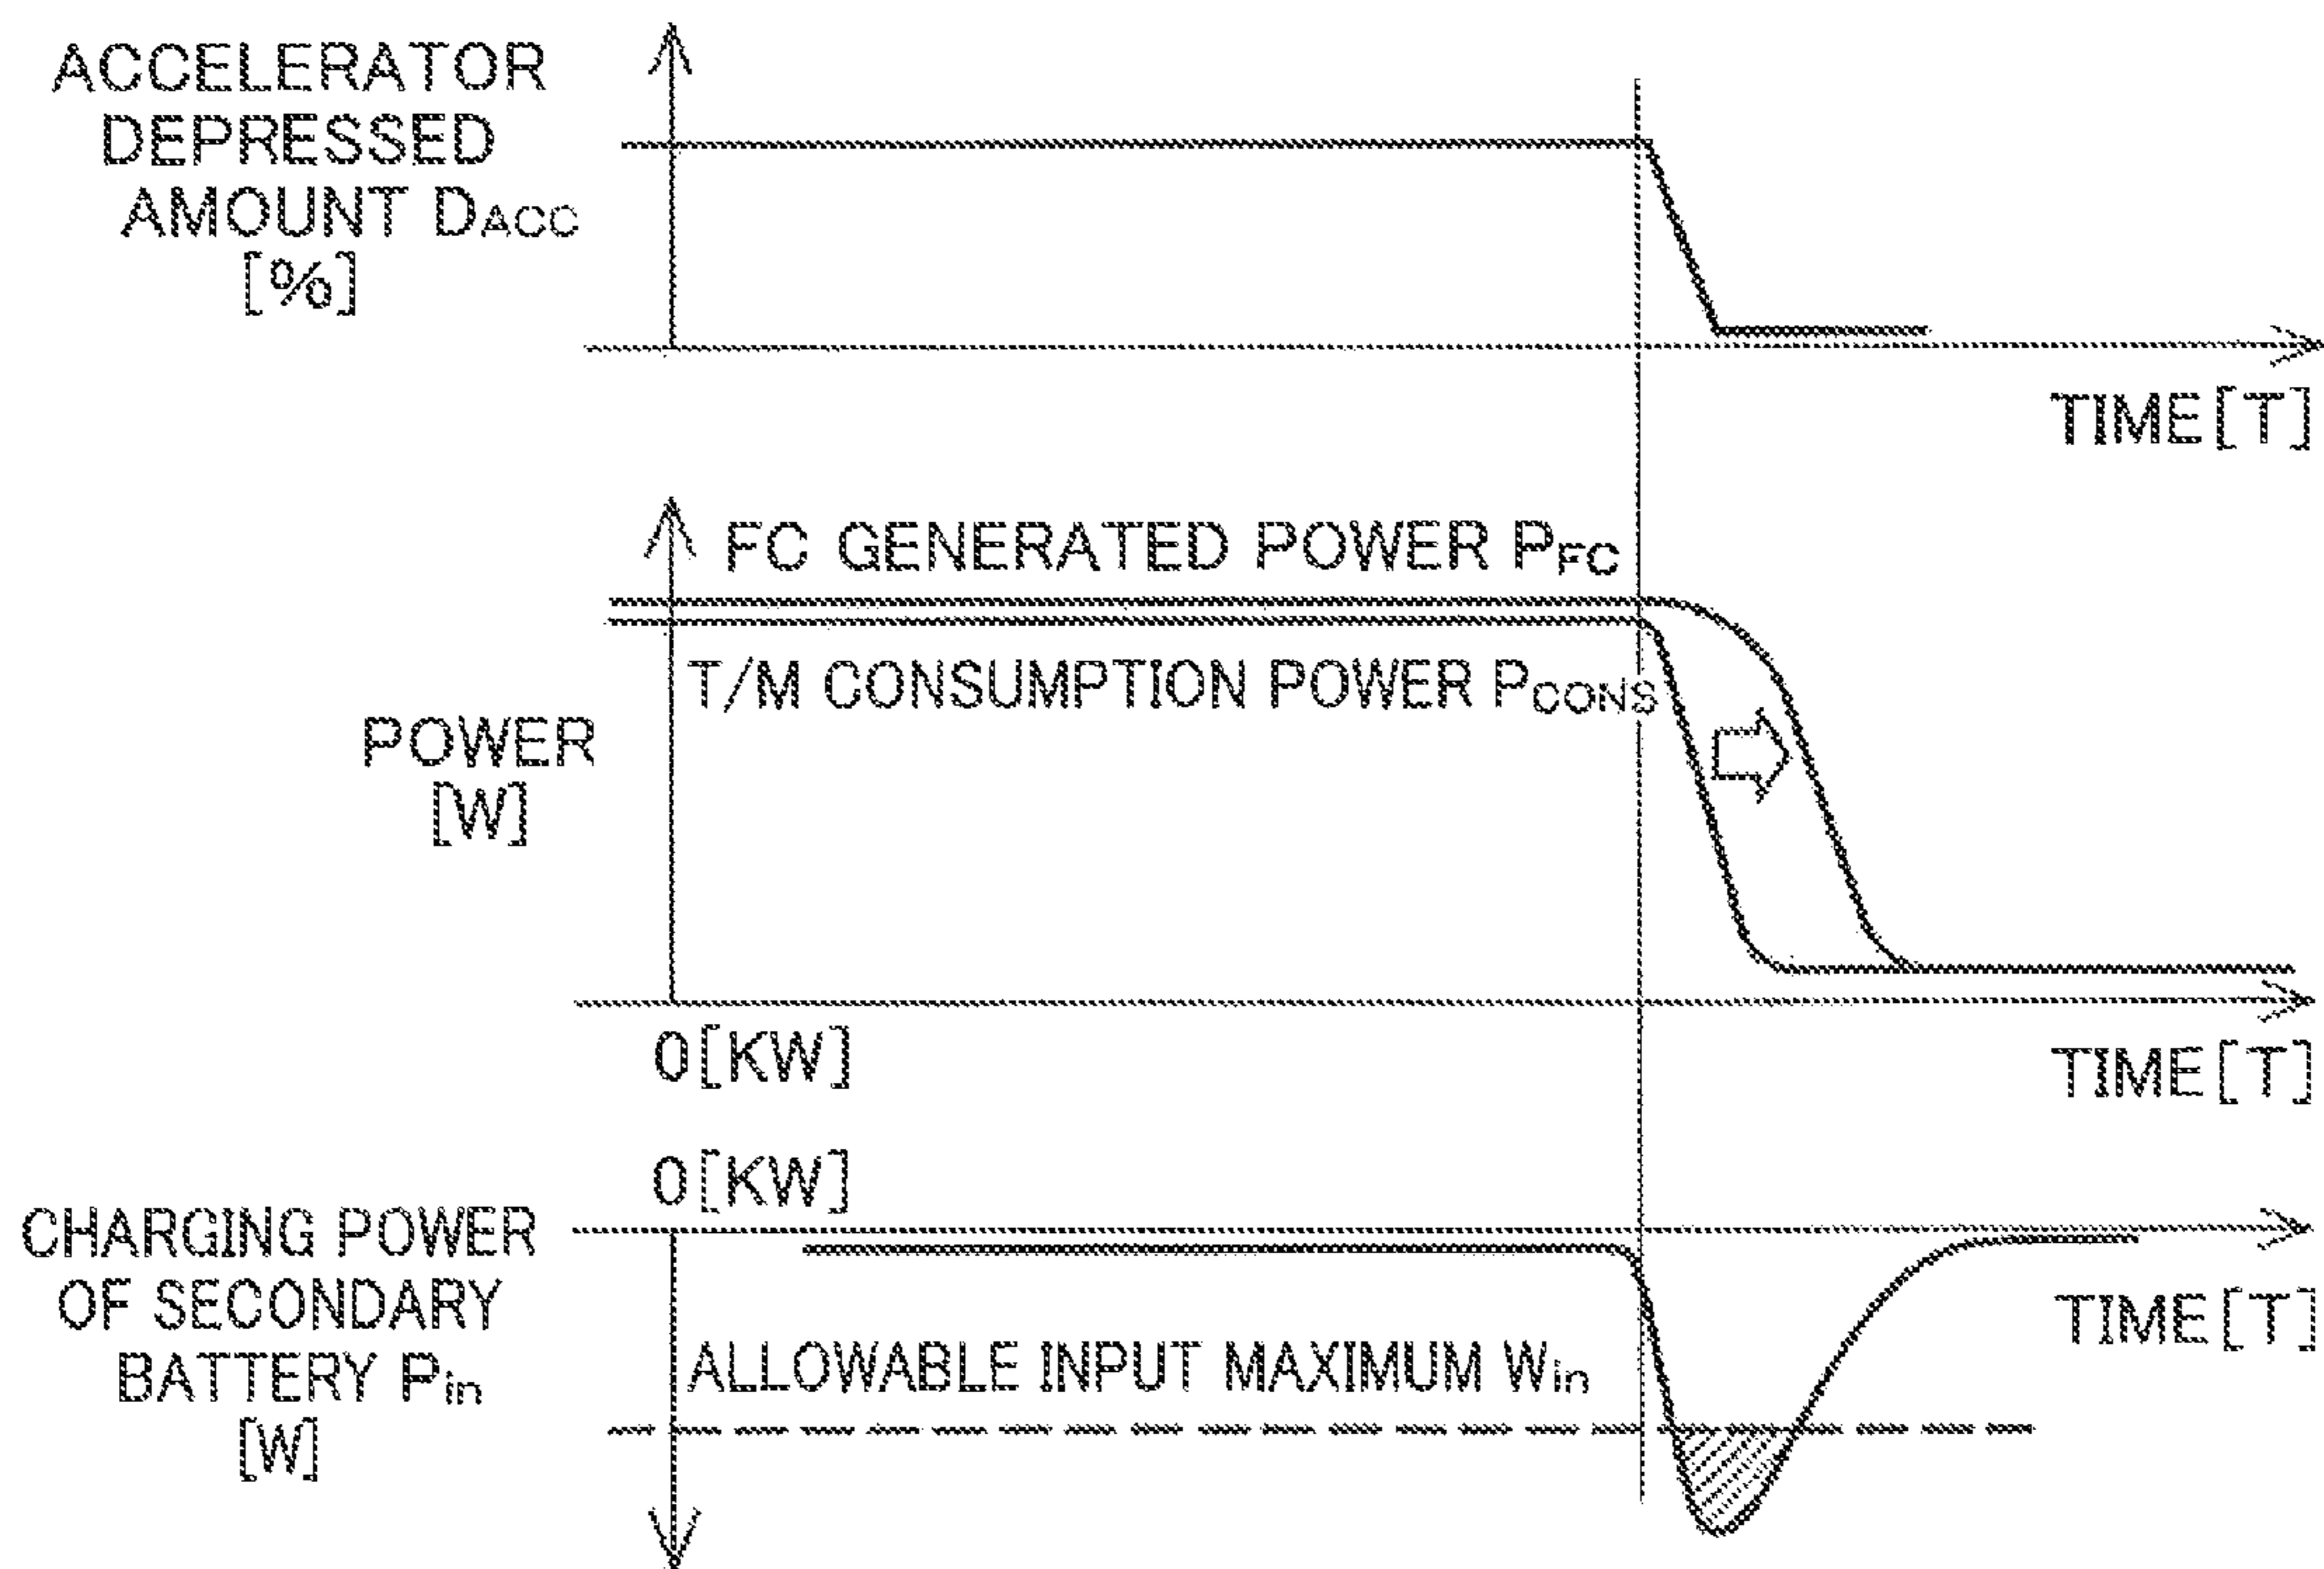 ACCELERATOR
DEPRESSED
AMOUNT DACC
[%]
TIME[T]
FC GENERATED POWER PFC
T/M CONSUMPTION POWER PCONS
POWER
[W]
0[KW]
TIME[T]
0[KW]
CHARGING POWER
OF SECONDARY
BATTERY Pin
[W]
TIME[T]
ALLOWABLE INPUT MAXIMUM Win